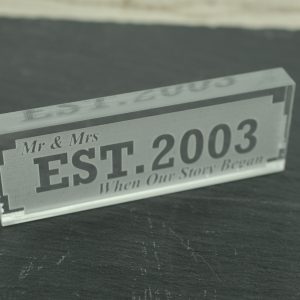 Mr & Mrs
EST.2003
When Our Story Began